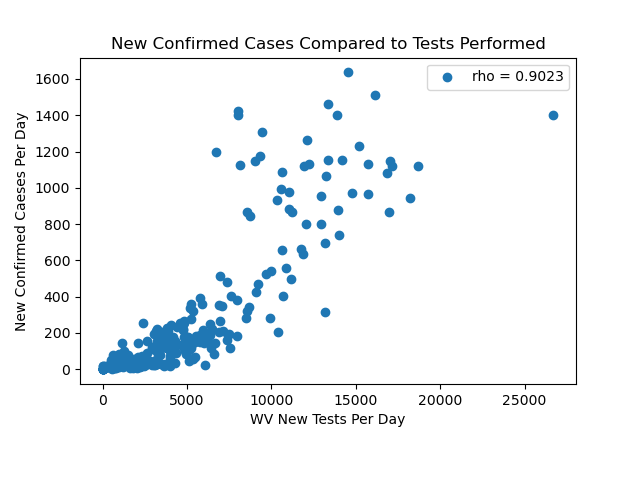 New Confirmed Cases Compared to Tests Performed
rho = 0.9023
New Confirmed Caeses Per Day
1600
1400
1200
1000
800
600
400
200
0
0 5000 10000 15000 20000 25000
WV New Tests Per Day